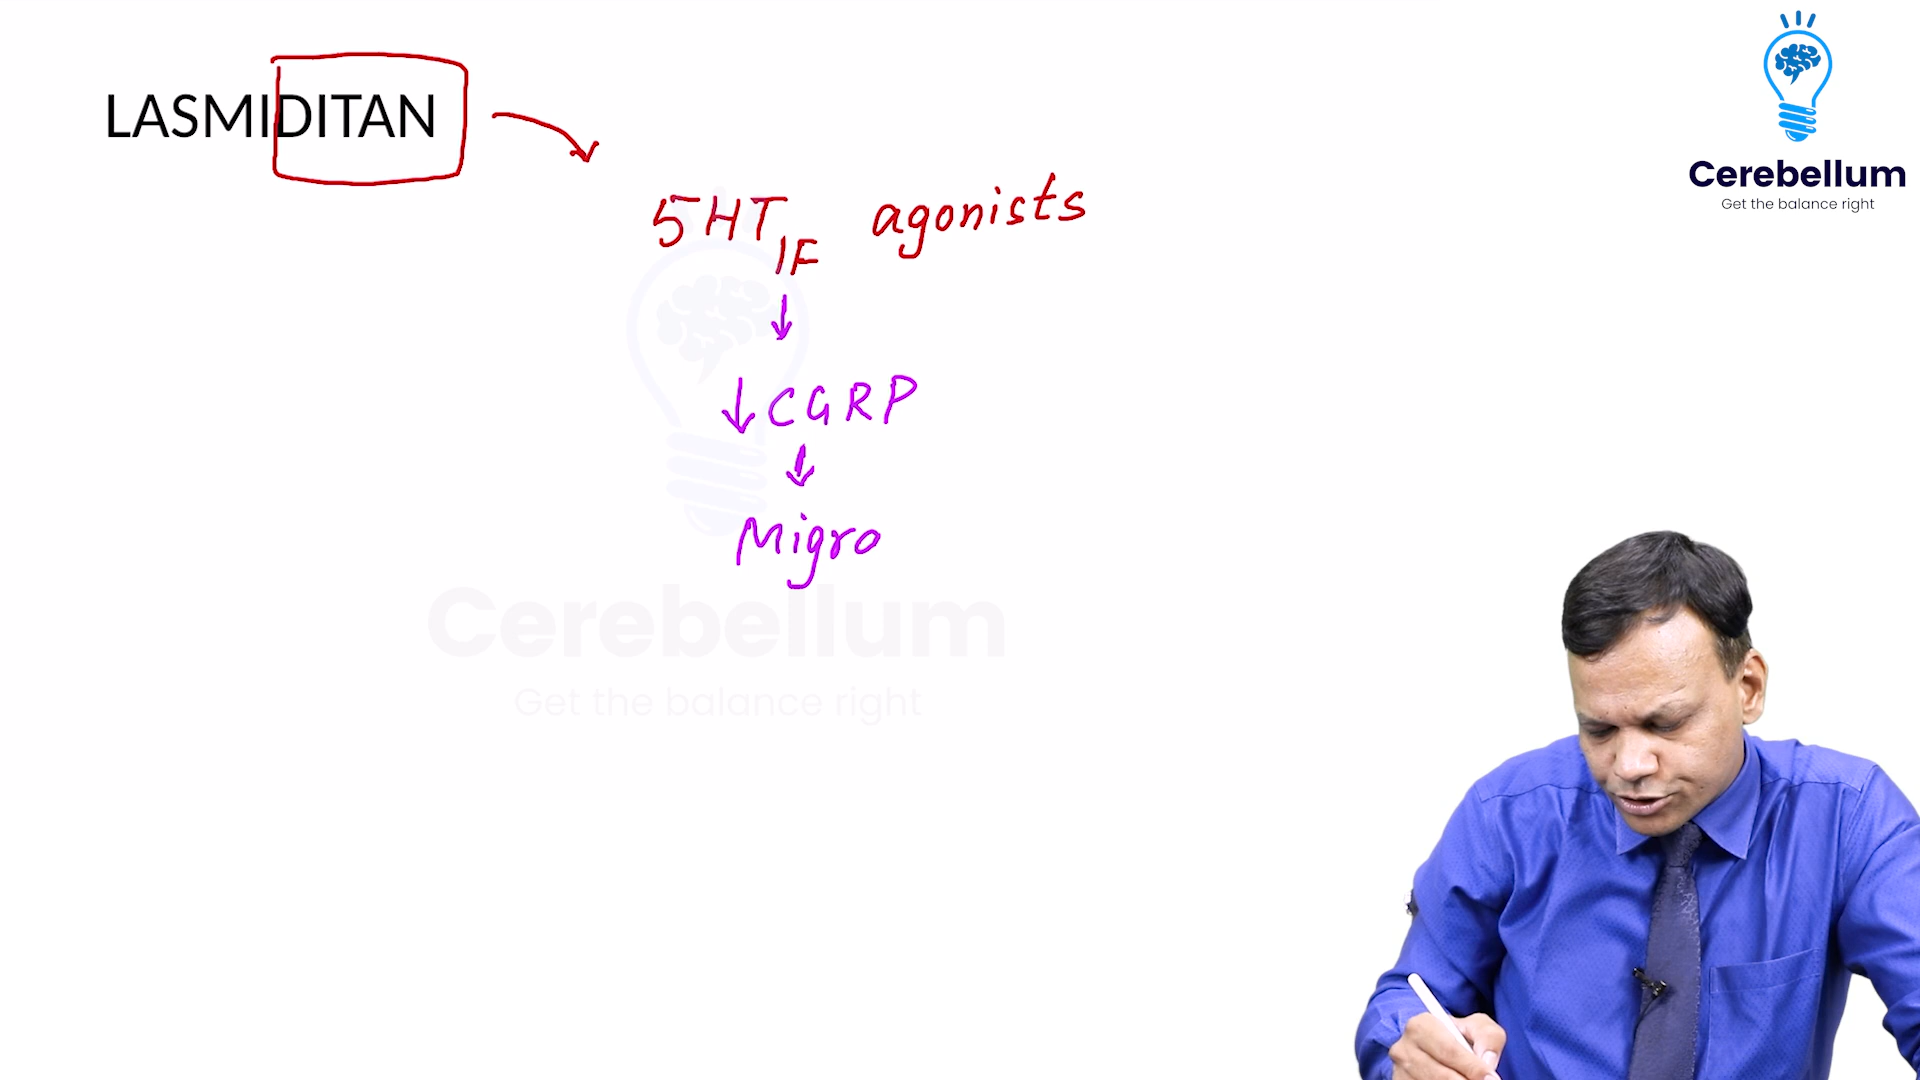 LASMIDITAN
Cerebellum
Get the balance right
5HT1F agonists
↓
↓ CGRP
↓
Migra
Cerebellum
Get the balance right